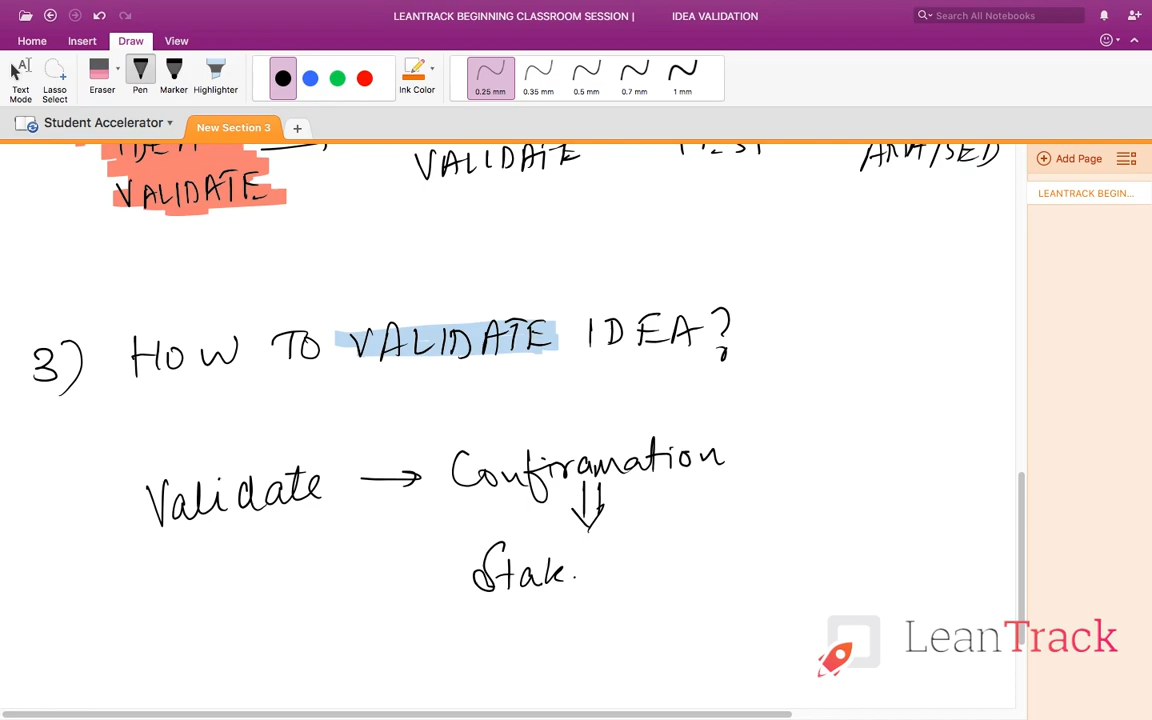 LEANTRACK BEGINNING CLASSROOM SESSION | IDEA VALIDATION
Search All Notebooks
Home Insert Draw View
Text Mode
Lasso Select
Eraser
Pen
Marker
Highlighter
Ink Color
0.25 mm 0.35 mm 0.5 mm 0.7 mm 1 mm
Student Accelerator
New Section 3
Add Page
LEANTRACK BEGIN...
IDEA
VALIDATE
VALIDATE
3) HOW TO VALIDATE IDEA?
Validate → Confiramation
Stak.
LeanTrack